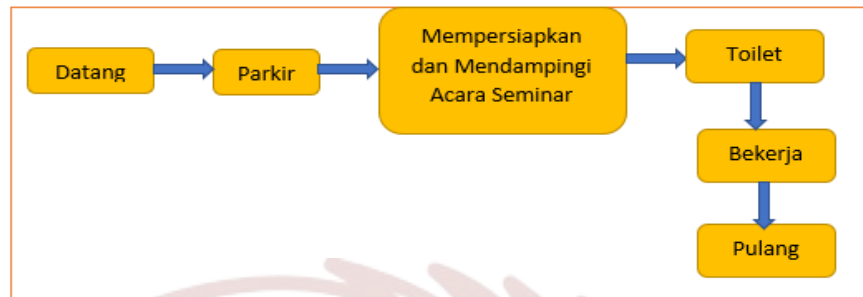 Datang
Parkir
Mempersiapkan
dan Mendampingi
Acara Seminar
Toilet
Bekerja
Pulang